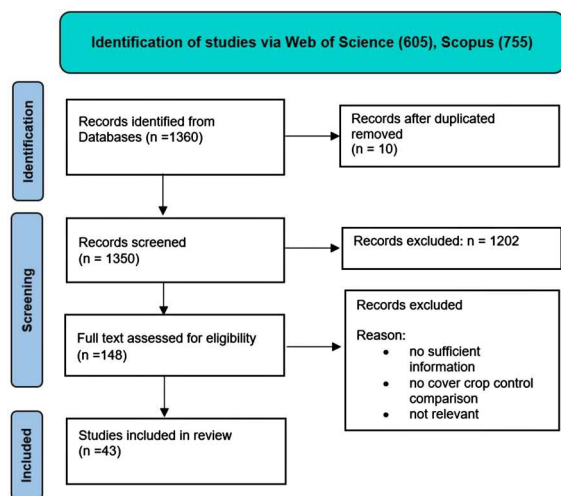 Identification of studies via Web of Science (605), Scopus (755)
Identification
Records identified from
Databases (n =1360)
Records after duplicated
removed
(n = 10)
Screening
Records screened
(n = 1350)
Records excluded: n = 1202
Full text assessed for eligibility
(n =148)
Records excluded
Reason:
• no sufficient
information
• no cover crop control
comparison
• not relevant
Included
Studies included in review
(n =43)